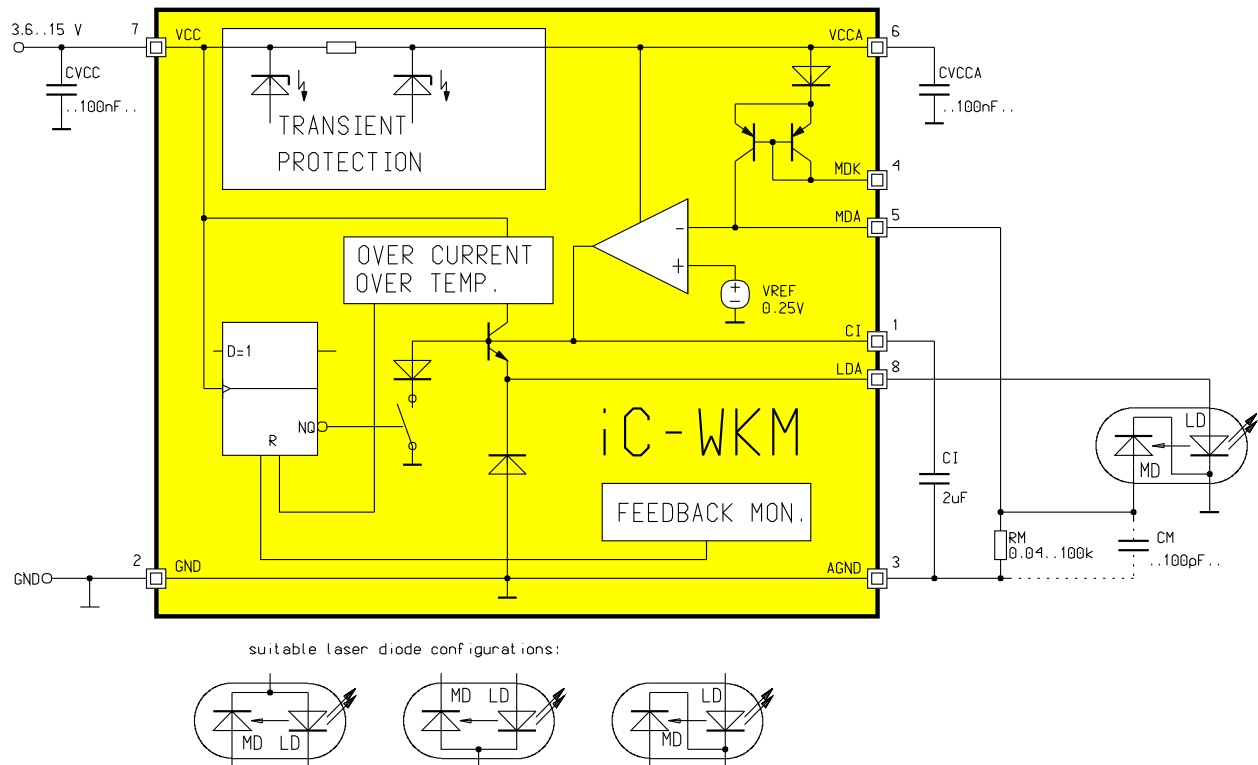 3.6..15 V
7
VCC
VCCA
6
CVCC
..100nF..
CVCCA
..100nF..
TRANSIENT
PROTECTION
MDK
4
MDA
5
OVER CURRENT
OVER TEMP.
-
+
+
-
VREF
0.25V
D=1
CI
1
LDA
8
NQ
R
iC-WKM
LD
MD
CI
2uF
FEEDBACK MON.
RM
0.04..100k
CM
..100pF..
GND
2
GND
AGND
3
suitable laser diode configurations:
MD LD
MD LD
LD
MD